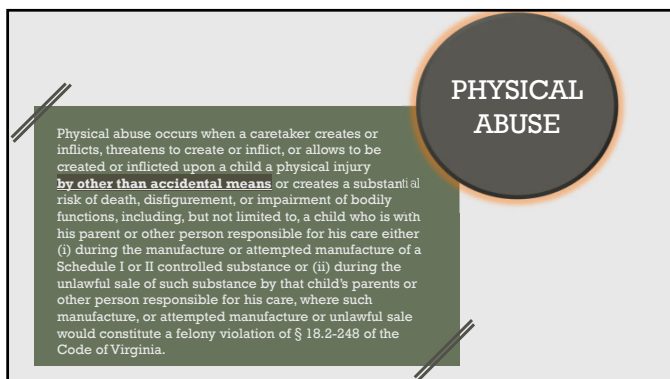 PHYSICAL
ABUSE
Physical abuse occurs when a caretaker creates or
inflicts, threatens to create or inflict, or allows to be
created or inflicted upon a child a physical injury
by other than accidental means or creates a substantial
risk of death, disfigurement, or impairment of bodily
functions, including, but not limited to, a child who is with
his parent or other person responsible for his care either
(i) during the manufacture or attempted manufacture of a
Schedule I or II controlled substance or (ii) during the
unlawful sale of such substance by that child's parents or
other person responsible for his care, where such
manufacture, or attempted manufacture or unlawful sale
would constitute a felony violation of § 18.2-248 of the
Code of Virginia.